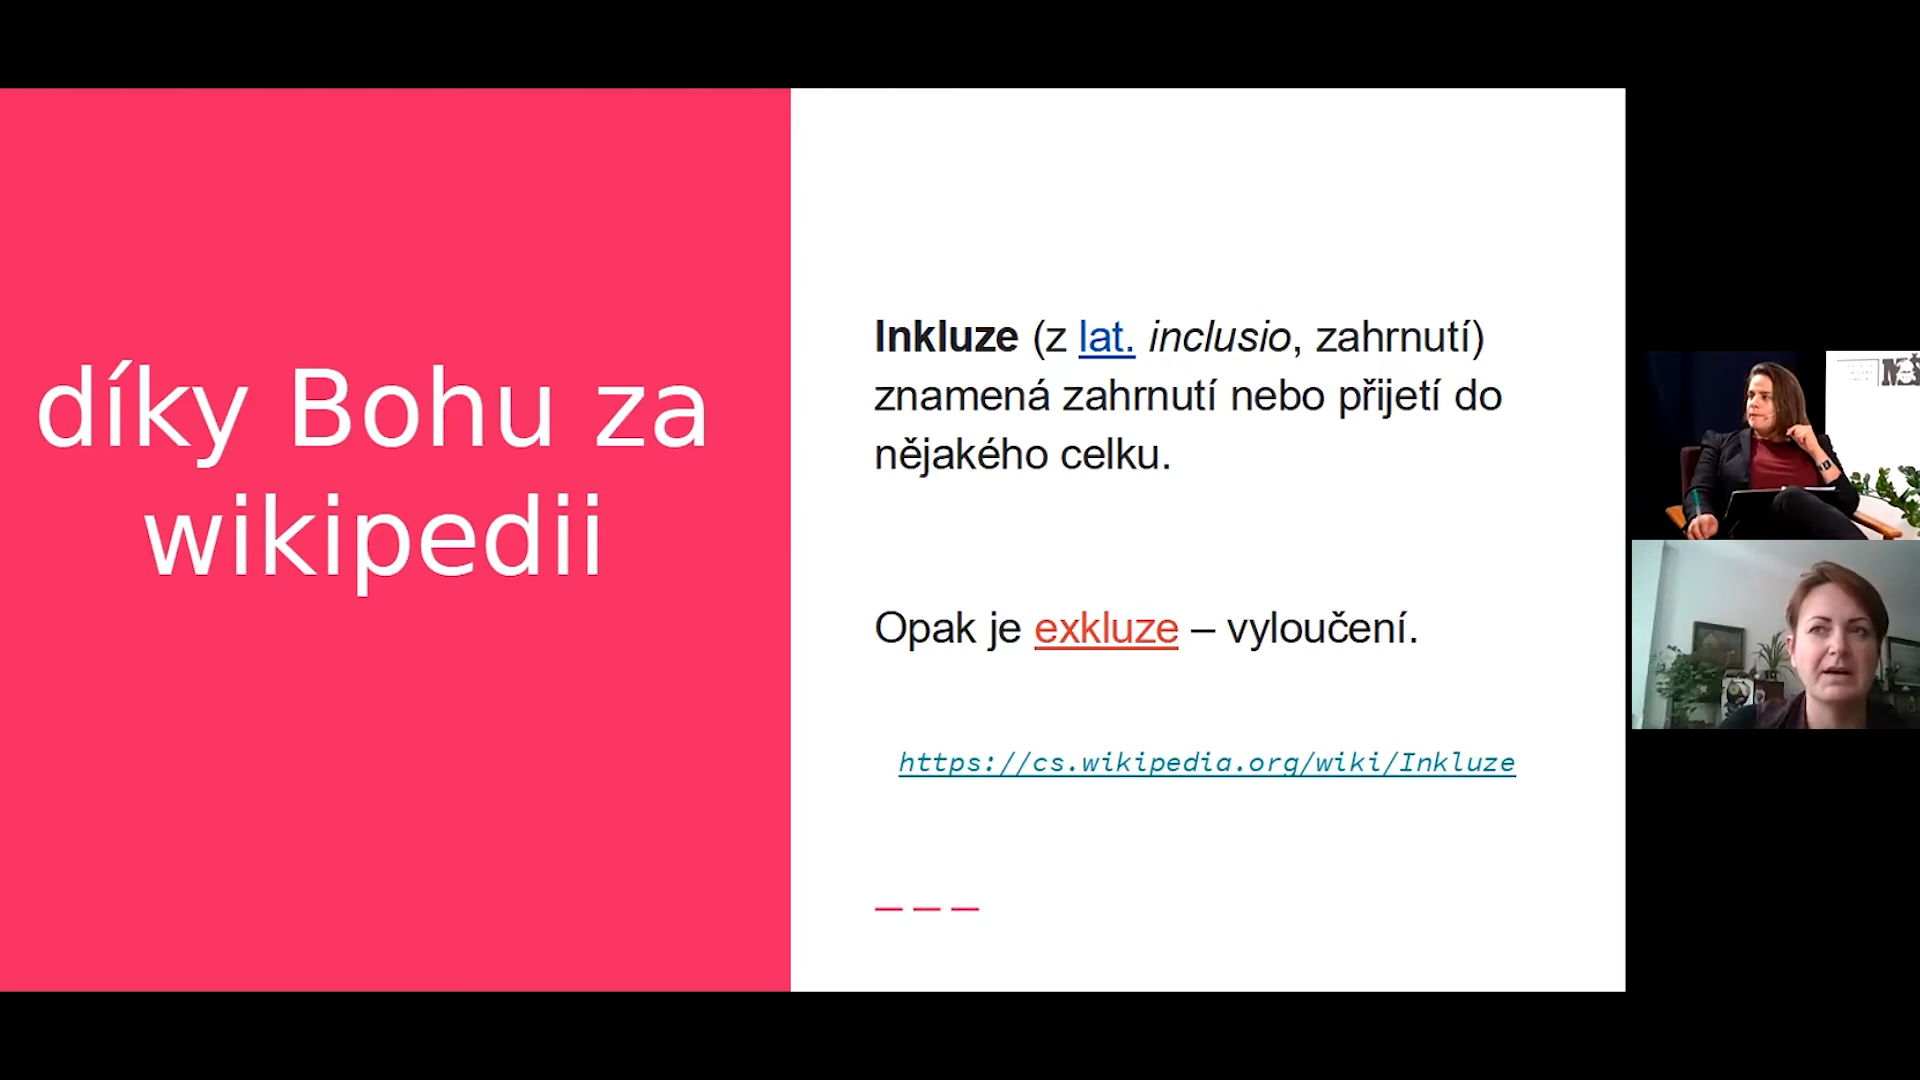 díky Bohu za
wikipedii
Inkluze (z lat. inclusio, zahrnutí)
znamená zahrnutí nebo přijetí do
nějakého celku.
Opak je exkluze – vyloučení.
https://cs.wikipedia.org/wiki/Inkluze